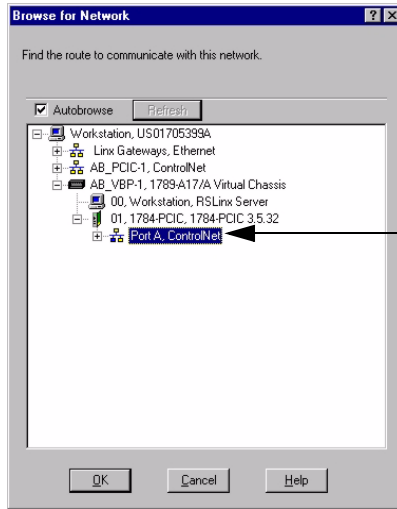 Browse for Network
Find the route to communicate with this network.
Autobrowse Refresh
Workstation, US01705399A
Linx Gateways, Ethernet
AB_PCIC-1, ControlNet
AB_VBP-1, 1789-A17/A Virtual Chassis
00, Workstation, RSLinx Server
01, 1784-PCIC, 1784-PCIC 3.5.32
Port A, ControlNet
OK Cancel Help